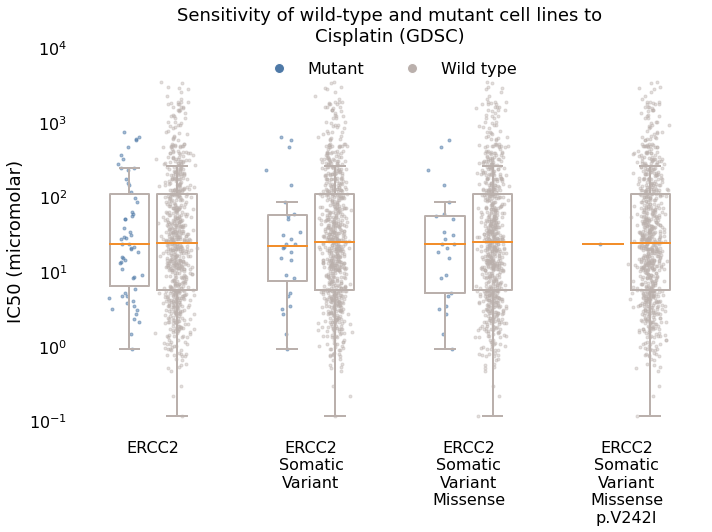 Sensitivity of wild-type and mutant cell lines to
Cisplatin (GDSC)
Mutant
Wild type
IC50 (micromolar)
10⁴
10³
10²
10¹
10⁰
10⁻¹
ERCC2
ERCC2
Somatic
Variant
ERCC2
Somatic
Variant
Missense
ERCC2
Somatic
Variant
Missense
p.V242I